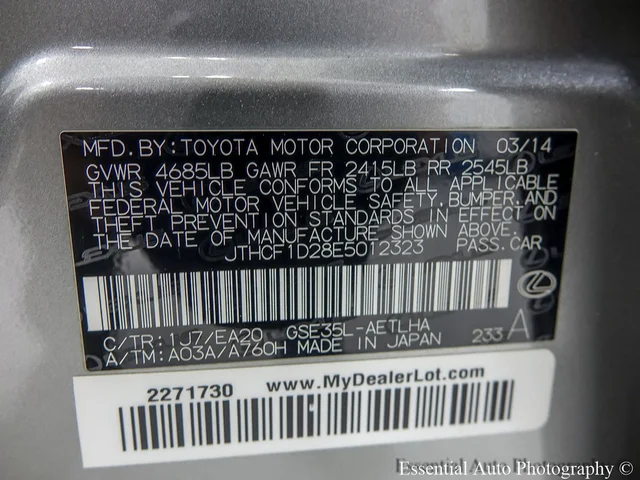 MFD.BY:TOYOTA MOTOR CORPORATION 03/14
GVWR 4685LB GAWR FR 2415LB RR 2545LB
THIS VEHICLE CONFORMS TO ALL APPLICABLE
FEDERAL MOTOR VEHICLE SAFETY,BUMPER,AND
THEFT PREVENTION STANDARDS IN EFFECT ON
THE DATE OF MANUFACTURE SHOWN ABOVE.
JTHCF1D28E5012323 PASS.CAR
C/TR:1J7/EA20 GSE35L-AETLHA
A/TM:A03A/A760H MADE IN JAPAN 233 A
2271730 www.MyDealerLot.com
Essential Auto Photography (c)